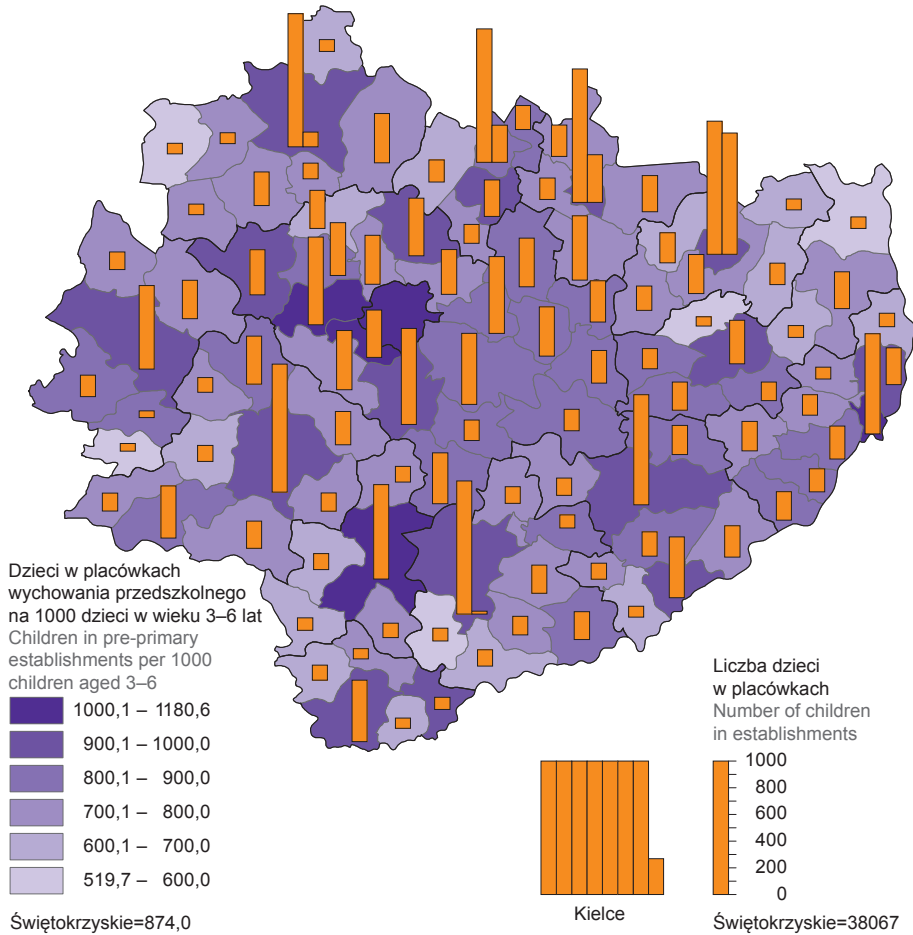 Dzieci w placówkach
wychowania przedszkolnego
na 1000 dzieci w wieku 3–6 lat
Children in pre-primary
establishments per 1000
children aged 3–6
1000,1 – 1180,6
900,1 – 1000,0
800,1 – 900,0
700,1 – 800,0
600,1 – 700,0
519,7 – 600,0
Świętokrzyskie=874,0
Kielce
Liczba dzieci
w placówkach
Number of children
in establishments
1000
800
600
400
200
0
Świętokrzyskie=38067